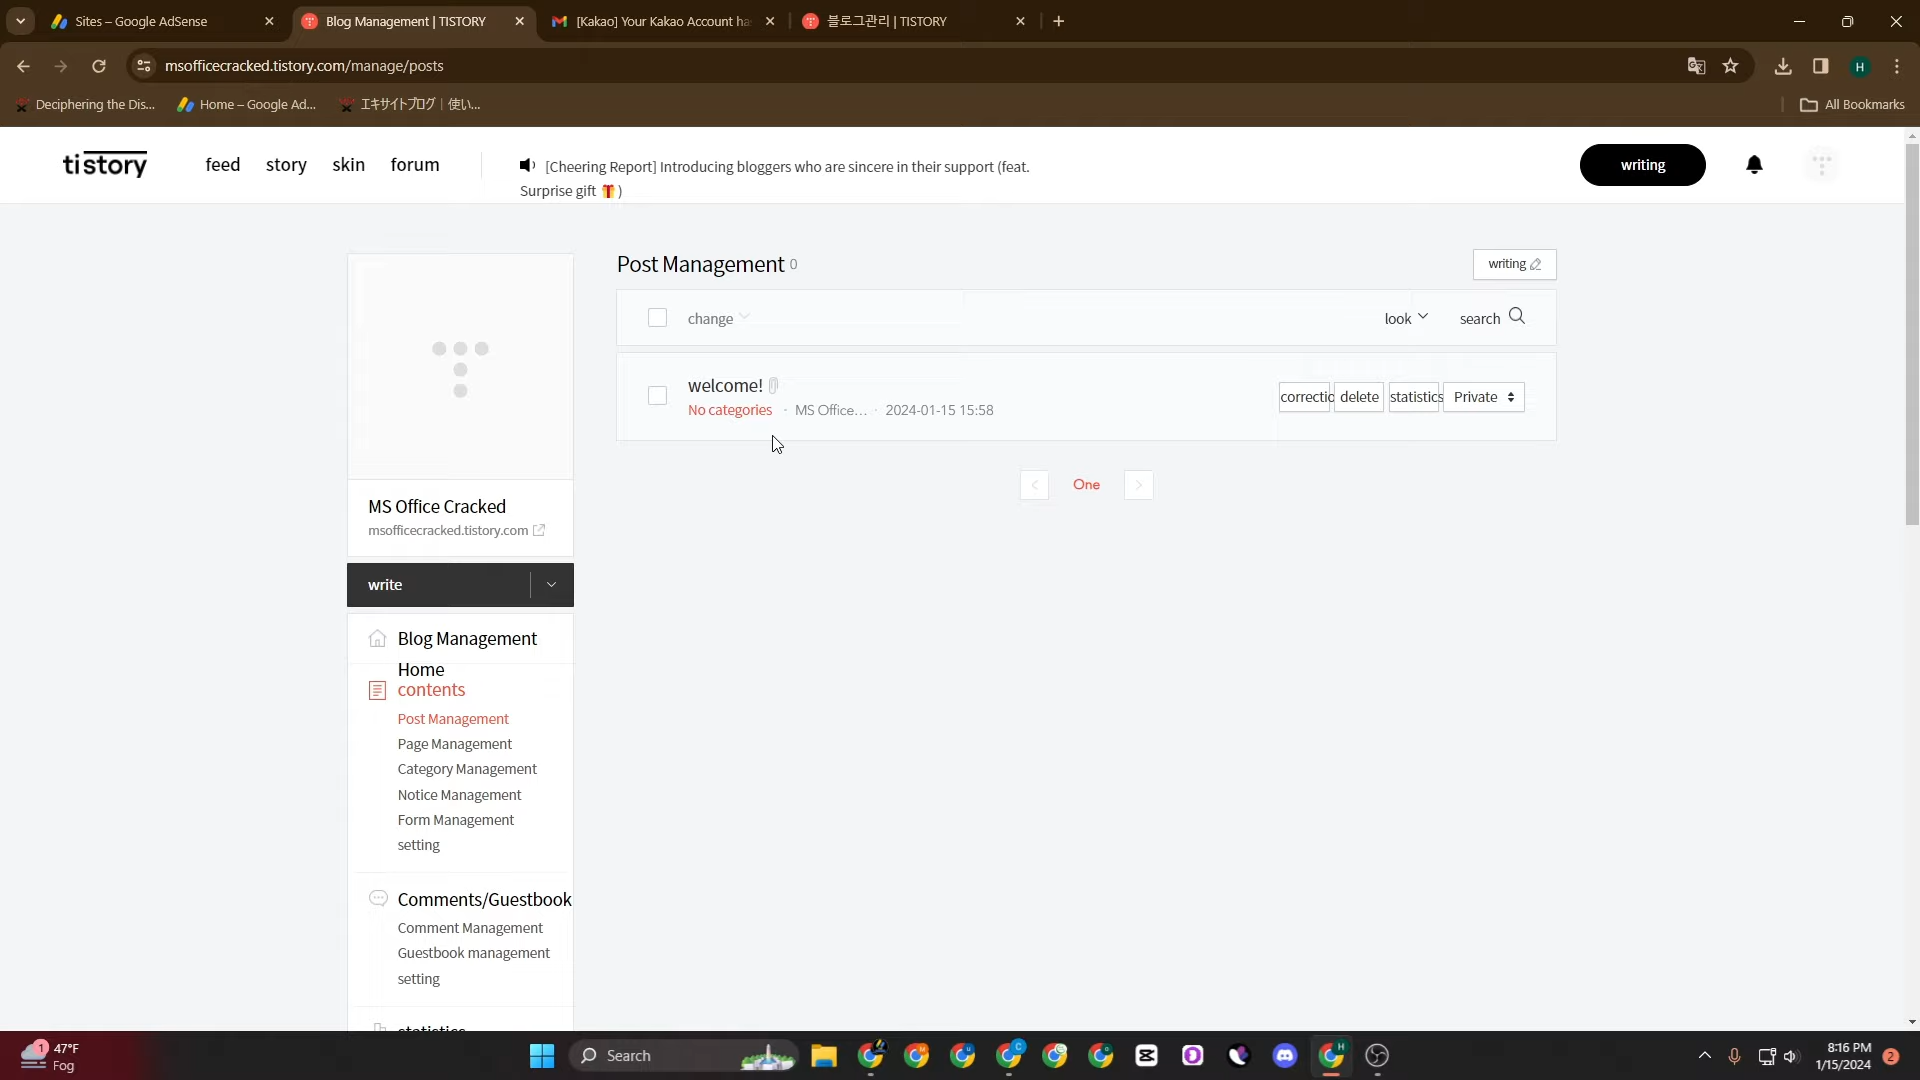 Sites – Google AdSense
Blog Management | TISTORY
[Kakao] Your Kakao Account ha
블로그관리 | TISTORY
msofficecracked.tistory.com/manage/posts
H
Deciphering the Dis...
Home – Google Ad...
エキサイトブログ | 使い...
All Bookmarks
tistory
feed
story
skin
forum
[Cheering Report] Introducing bloggers who are sincere in their support (feat.
Surprise gift 🎁 )
writing
Post Management 0
writing
change
look
search
welcome!
No categories · MS Office... · 2024-01-15 15:58
correctio
delete
statistics
Private
< One >
MS Office Cracked
msofficecracked.tistory.com
write
Blog Management
Home
contents
Post Management
Page Management
Category Management
Notice Management
Form Management
setting
Comments/Guestbook
Comment Management
Guestbook management
setting
statistics
1
47°F
Fog
Search
8:16 PM
1/15/2024
2